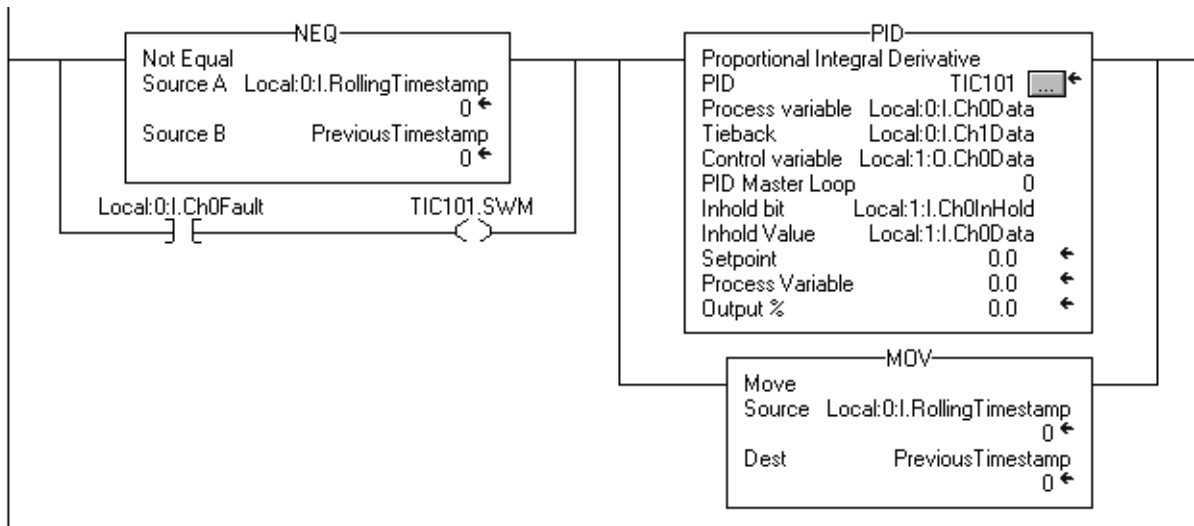 NEQ
Not Equal
Source A Local:0:I.RollingTimestamp
0
Source B PreviousTimestamp
0
Local:0:I.Ch0Fault TIC101.SWM
PID
Proportional Integral Derivative
PID TIC101 ...
Process variable Local:0:I.Ch0Data
Tieback Local:0:I.Ch1Data
Control variable Local:1:O.Ch0Data
PID Master Loop 0
Inhold bit Local:1:I.Ch0InHold
Inhold Value Local:1:I.Ch0Data
Setpoint 0.0
Process Variable 0.0
Output % 0.0
MOV
Move
Source Local:0:I.RollingTimestamp
0
Dest PreviousTimestamp
0